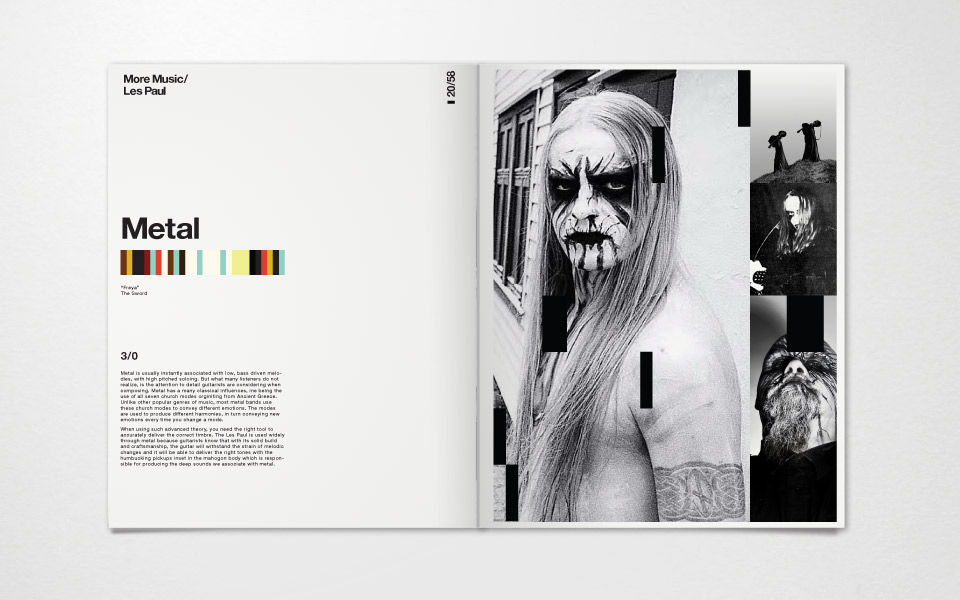 More Music/
Les Paul
20/58
Metal
"Freya"
The Sword
3/0
Metal is usually instantly associated with low, bass driven melo-
dies, with high pitched soloing. But what many listeners do not
realize, is the attention to detail guitarists are considering when
composing. Metal has a many classical influences, me being the
use of all seven church modes originiting from Ancient Greece.
Unlike other popular genres of music, most metal bands use
these church modes to convey different emotions. The modes
are used to produce different harmonies, in turn conveying new
emotions every time you change a mode.
When using such advanced theory, you need the right tool to
accurately deliver the correct timbre. The Les Paul is used widely
through metal because guitarists know that with its solid build
and craftsmanship, the guitar will withstand the strain of melodic
changes and it will be able to deliver the right tones with the
humbucking pickups inset in the mahogon body which is respon-
sible for producing the deep sounds we associate with metal.